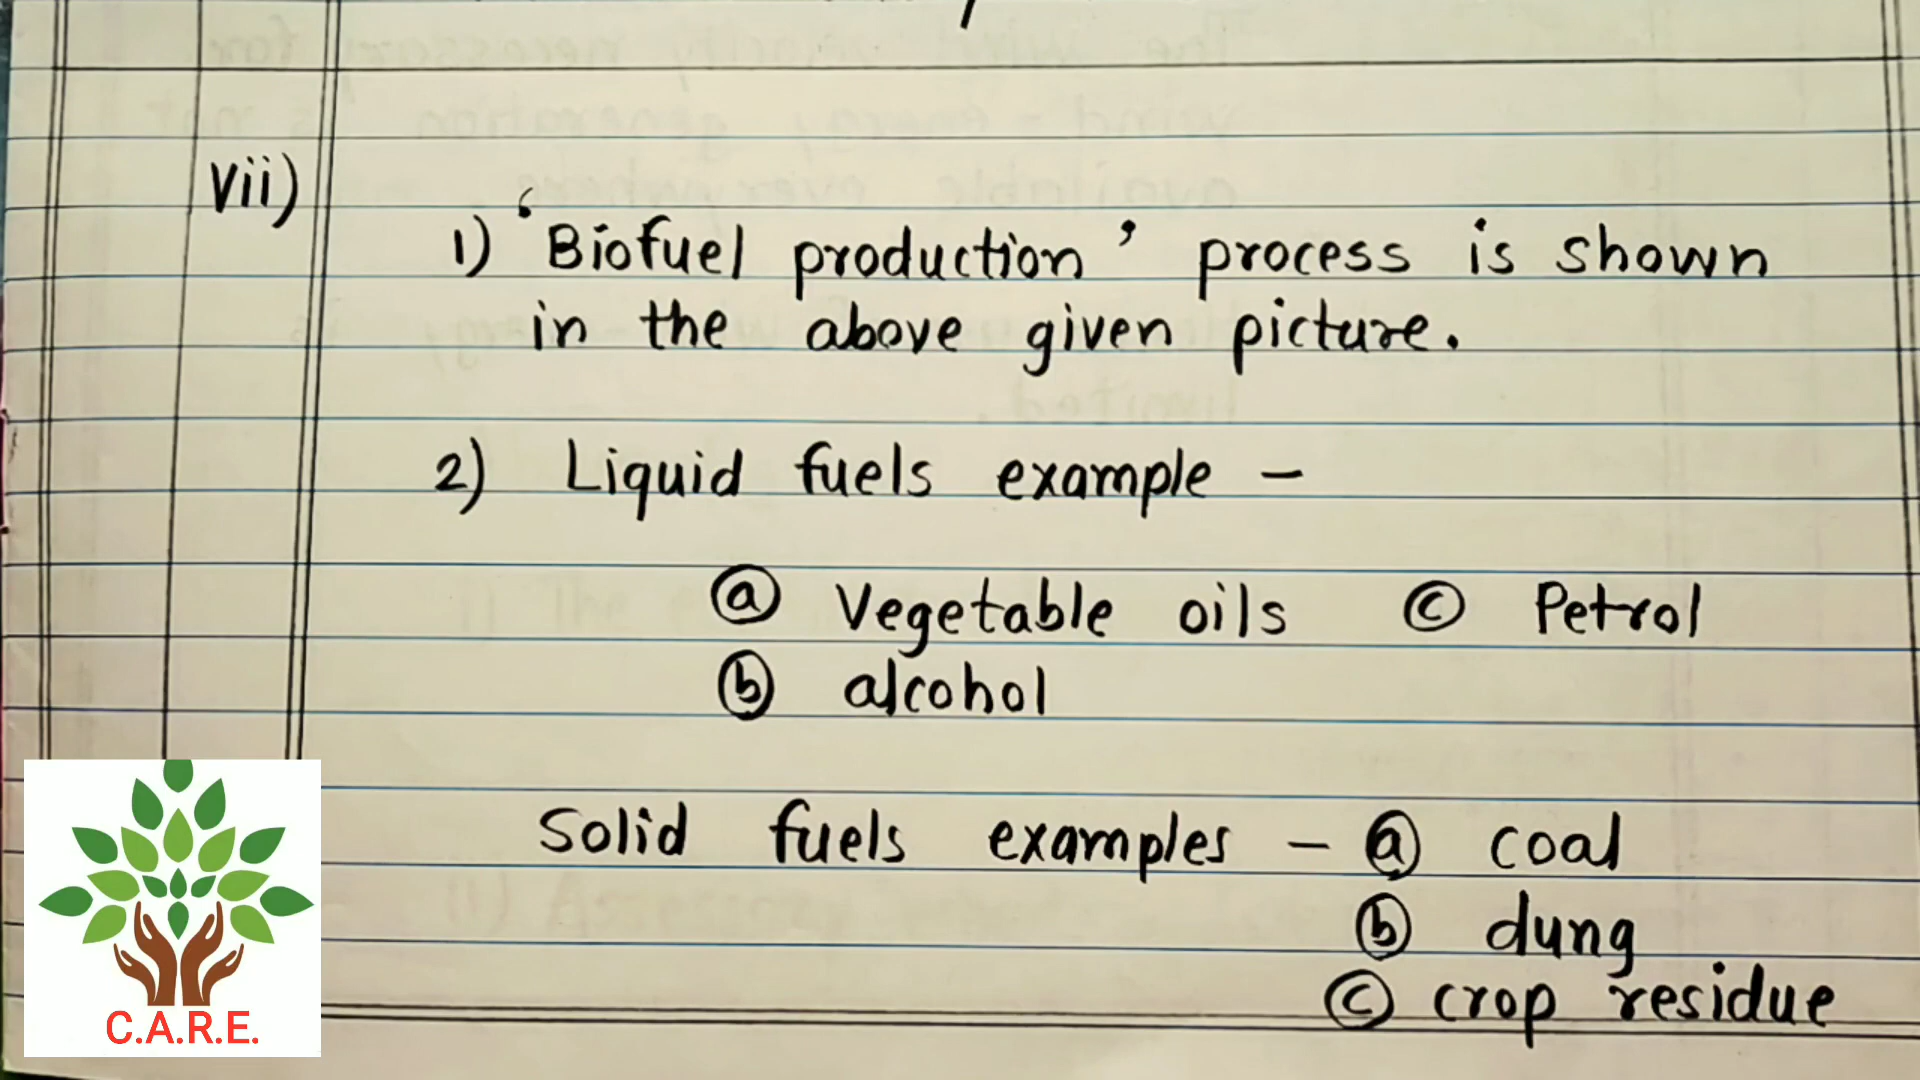 vii)
1) 'Biofuel production' process is shown
in the above given picture.
2) Liquid fuels example -
ⓐ Vegetable oils ⓒ Petrol
ⓑ alcohol
Solid fuels examples - ⓐ coal
ⓑ dung
ⓒ crop residue
C.A.R.E.